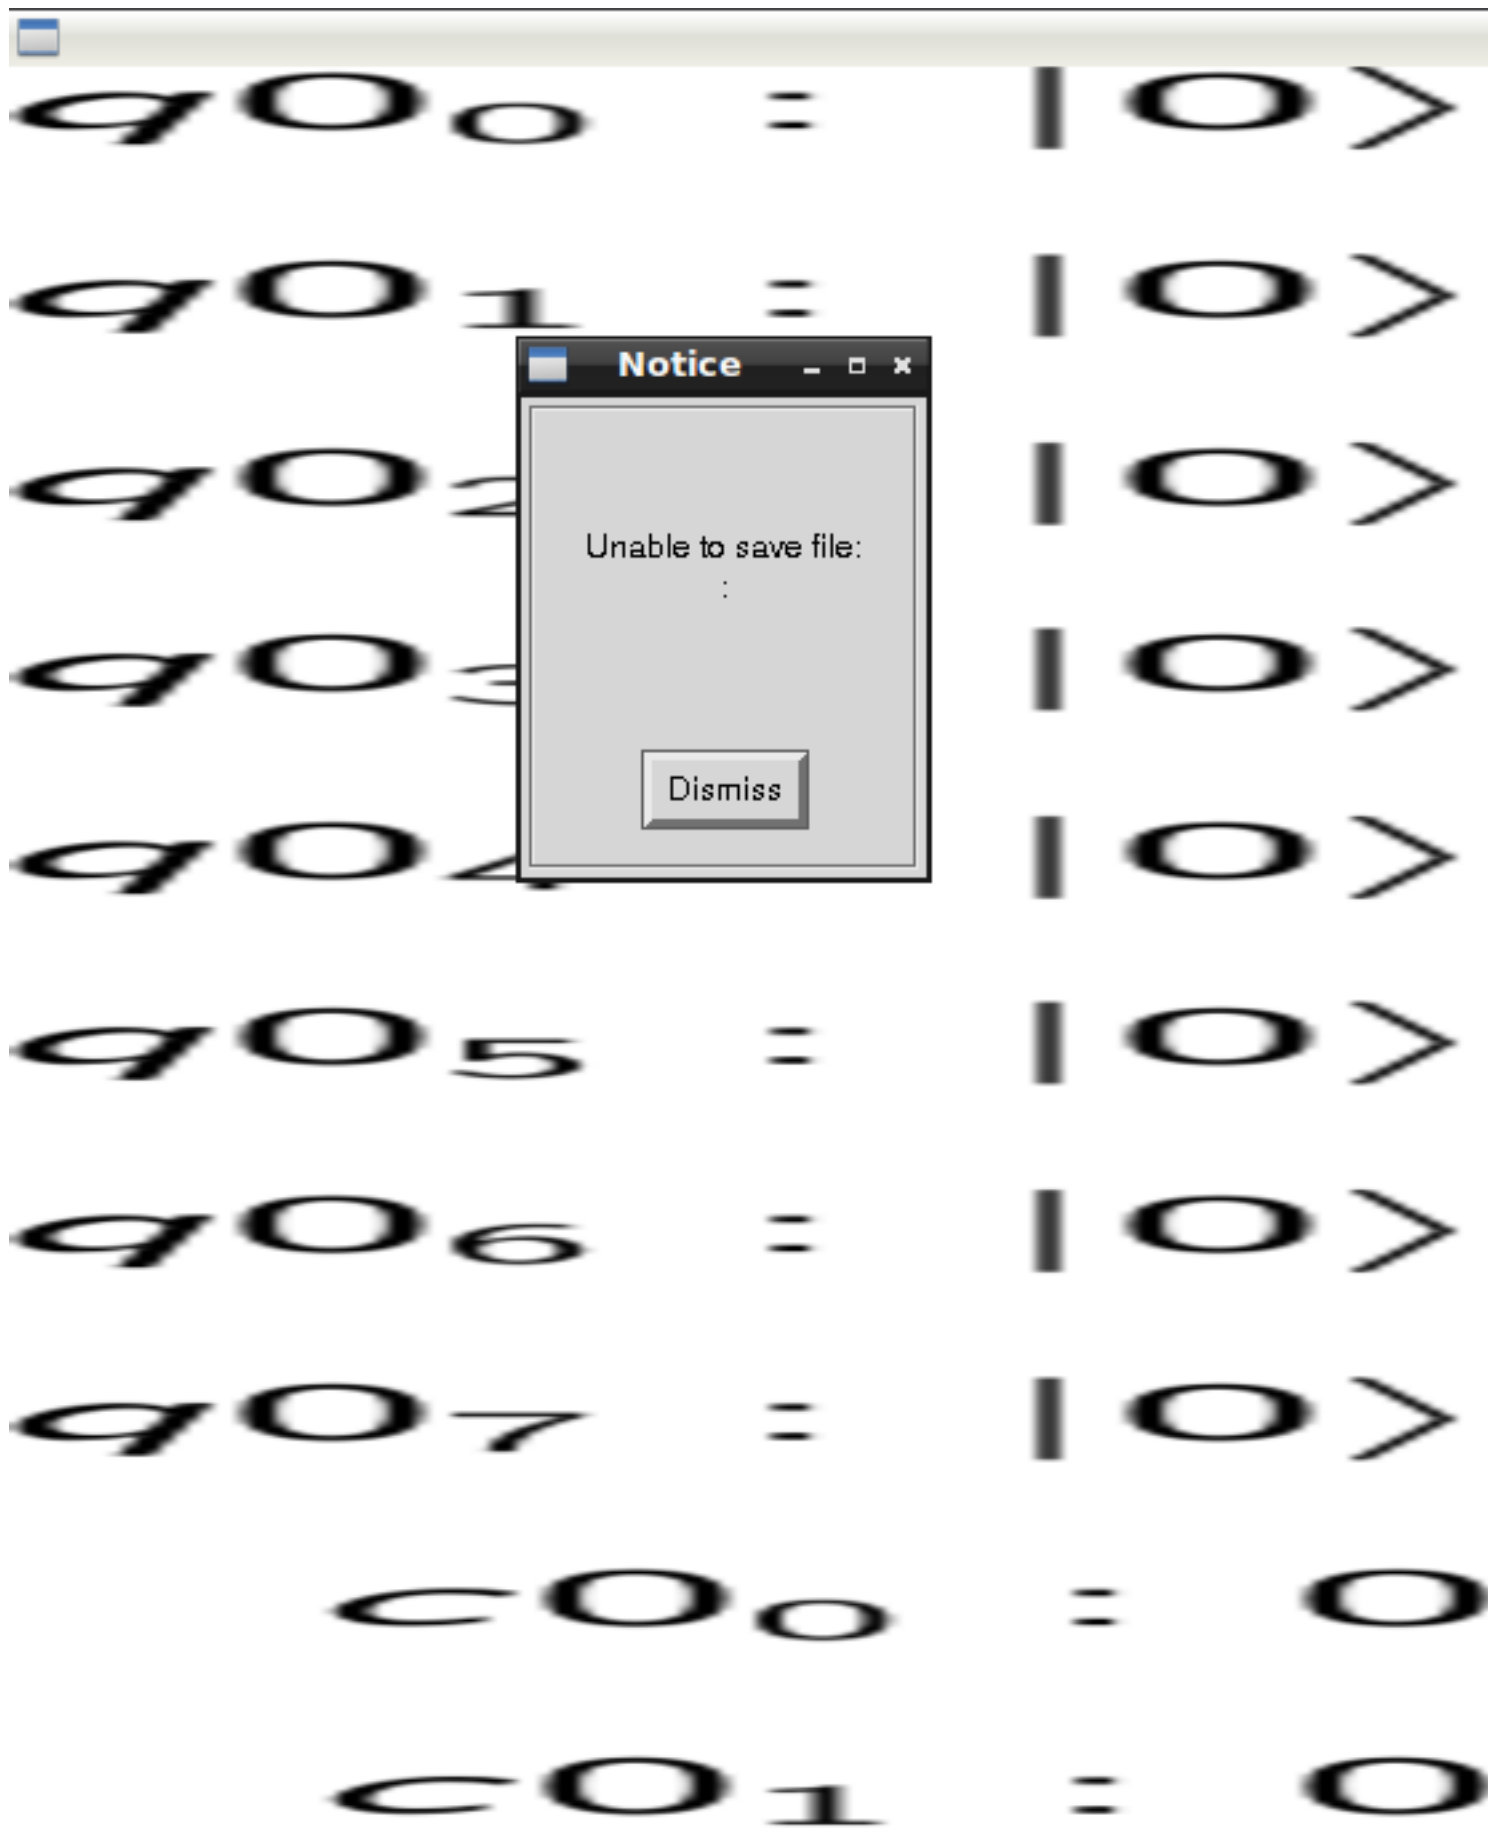 q0₀ : |0>
q0₁ : |0>
Notice
q0₂ |0>
Unable to save file:
:
q0₃ |0>
Dismiss
q0₄ |0>
q0₅ : |0>
q0₆ : |0>
q0₇ : |0>
c0₀ : 0
c0₁ : 0